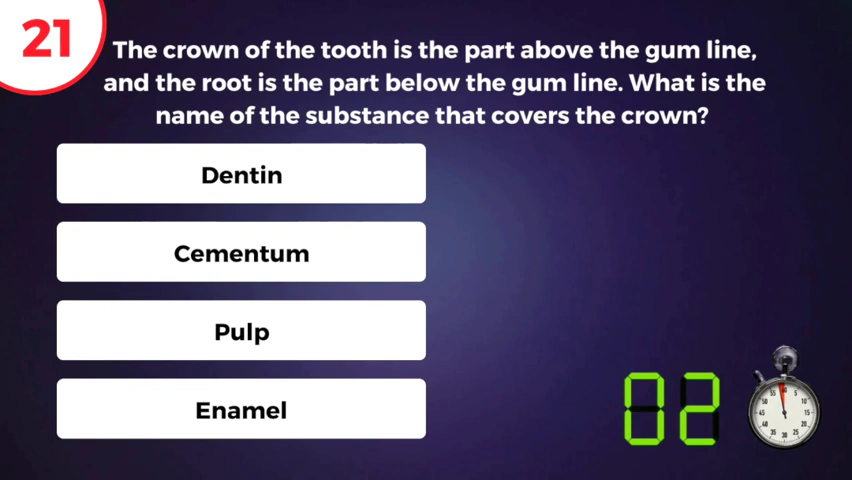 21
The crown of the tooth is the part above the gum line,
and the root is the part below the gum line. What is the
name of the substance that covers the crown?
Dentin
Cementum
Pulp
Enamel
02